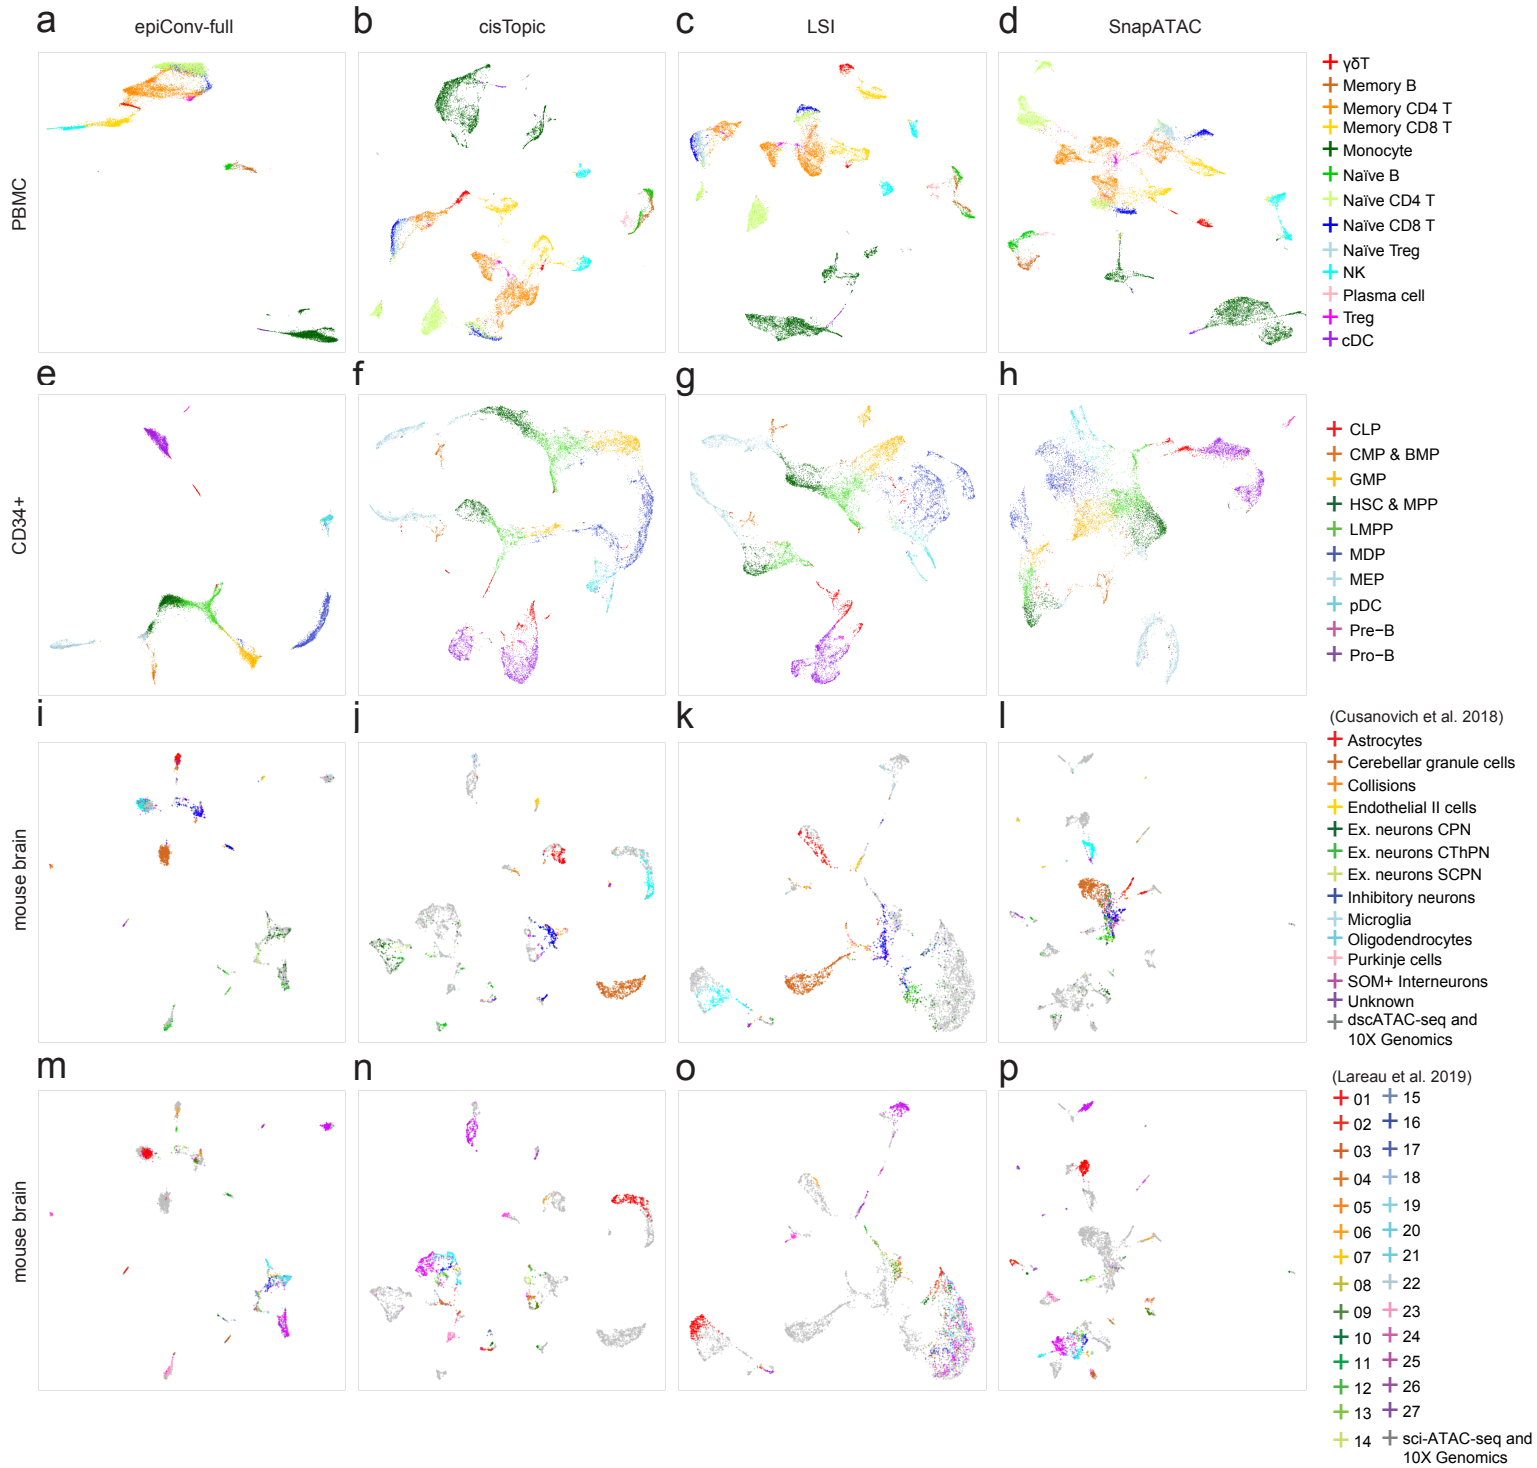 a epiConv-full
b cisTopic
c LSI
d SnapATAC
PBMC
γδT
Memory B
Memory CD4 T
Memory CD8 T
Monocyte
Naïve B
Naïve CD4 T
Naïve CD8 T
Naïve Treg
NK
Plasma cell
Treg
cDC
e
f
g
h
CD34+
CLP
CMP & BMP
GMP
HSC & MPP
LMPP
MDP
MEP
pDC
Pre−B
Pro−B
i
j
k
l
mouse brain
(Cusanovich et al. 2018)
Astrocytes
Cerebellar granule cells
Collisions
Endothelial II cells
Ex. neurons CPN
Ex. neurons CThPN
Ex. neurons SCPN
Inhibitory neurons
Microglia
Oligodendrocytes
Purkinje cells
SOM+ Interneurons
Unknown
dscATAC-seq and
10X Genomics
m
n
o
p
mouse brain
(Lareau et al. 2019)
01 15
02 16
03 17
04 18
05 19
06 20
07 21
08 22
09 23
10 24
11 25
12 26
13 27
14 sci-ATAC-seq and
10X Genomics